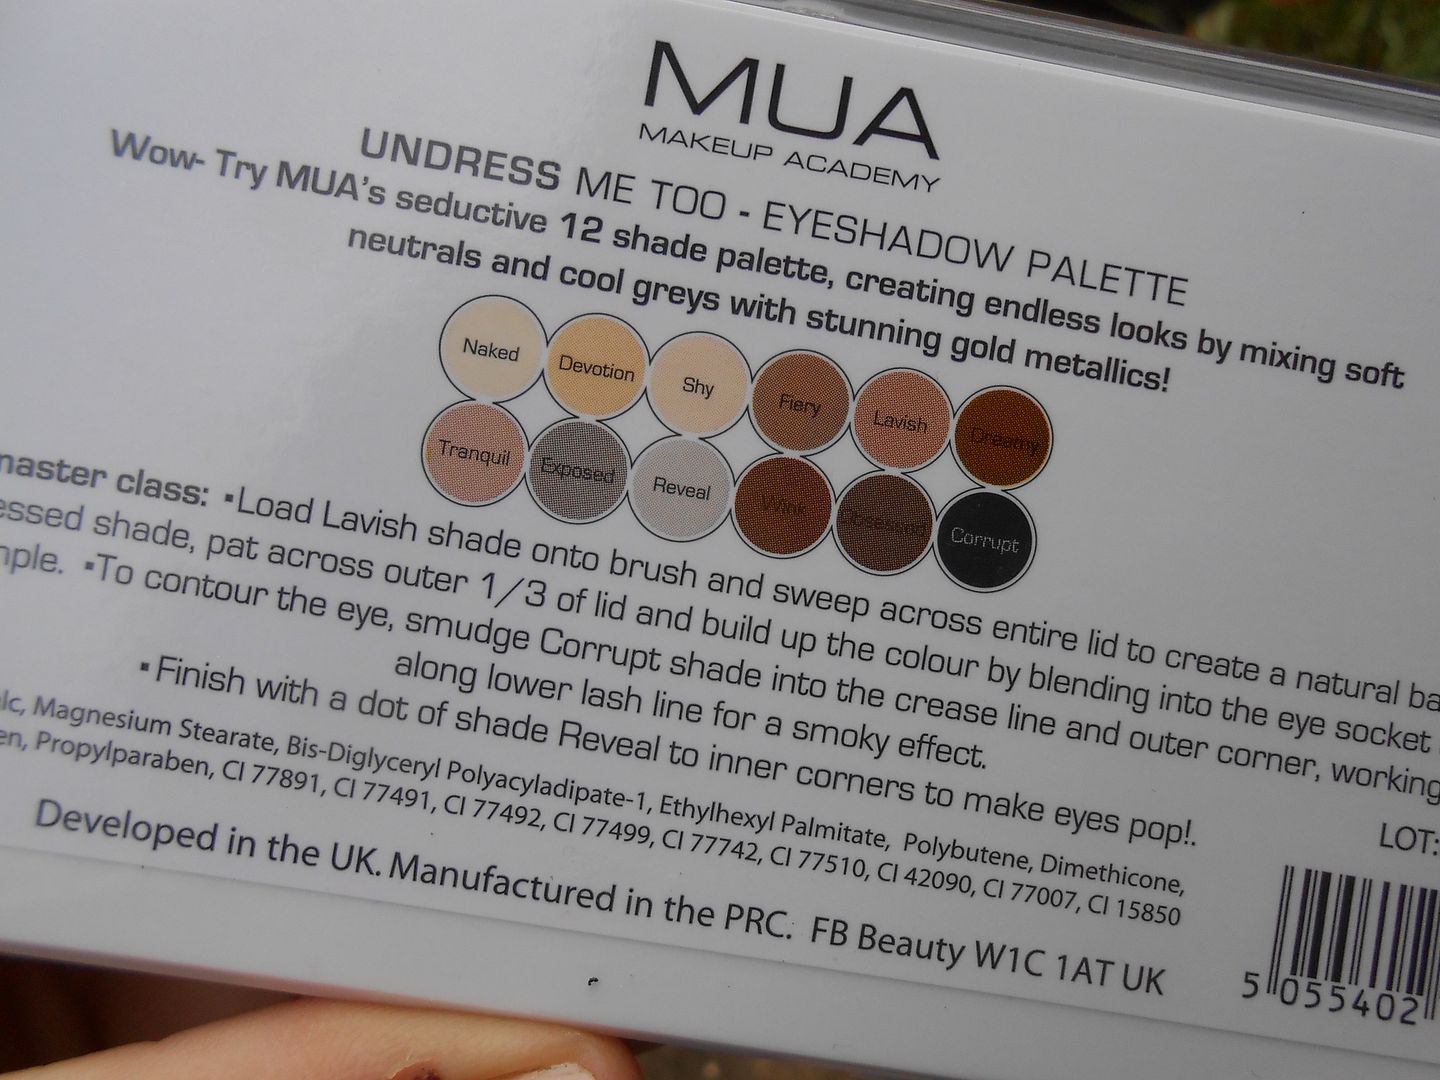 MUA
MAKEUP ACADEMY
UNDRESS ME TOO - EYESHADOW PALETTE
Wow- Try MUA's seductive 12 shade palette, creating endless looks by mixing soft
neutrals and cool greys with stunning gold metallics!
Naked Devotion Shy Fiery Lavish Dreamy
Tranquil Exposed Reveal Wink Obsessed Corrupt
master class: ▪Load Lavish shade onto brush and sweep across entire lid to create a natural
shade, pat across outer 1/3 of lid and build up the colour by blending into the eye socket
▪To contour the eye, smudge Corrupt shade into the crease line and outer corner, working
along lower lash line for a smoky effect.
▪Finish with a dot of shade Reveal to inner corners to make eyes pop!.
Magnesium Stearate, Bis-Diglyceryl Polyacyladipate-1, Ethylhexyl Palmitate, Polybutene, Dimethicone,
Propylparaben, CI 77891, CI 77491, CI 77492, CI 77499, CI 77742, CI 77510, CI 42090, CI 77007, CI 15850
Developed in the UK. Manufactured in the PRC. FB Beauty W1C 1AT UK
LOT:
5 055402